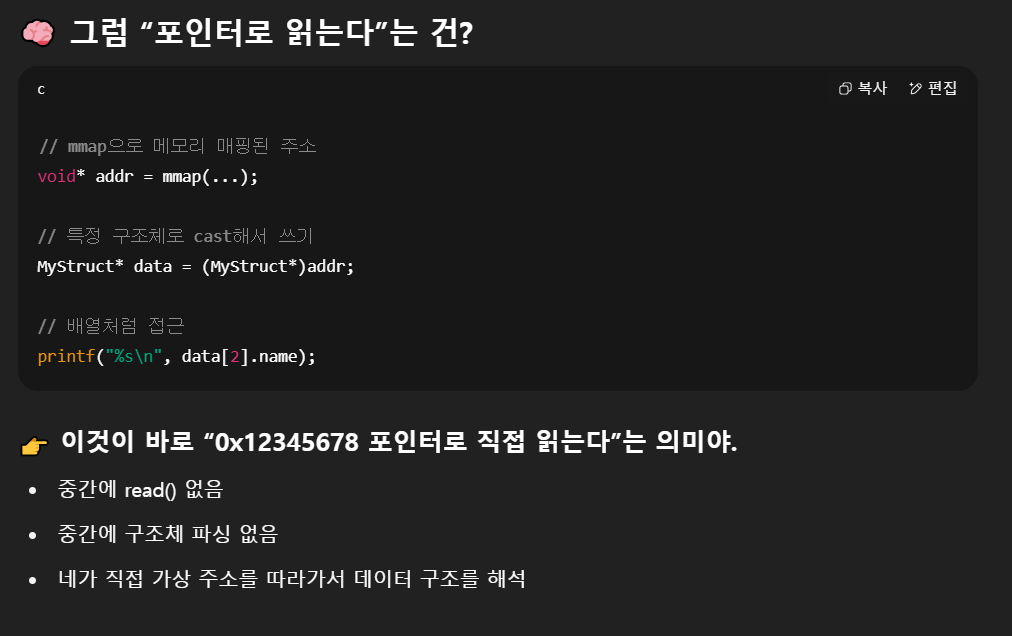 🧠 그럼 “포인터로 읽는다”는 건?
c
복사 편집
// mmap으로 메모리 매핑된 주소
void* addr = mmap(...);
// 특정 구조체로 cast해서 쓰기
MyStruct* data = (MyStruct*)addr;
// 배열처럼 접근
printf("%s\n", data[2].name);
👉 이것이 바로 “0x12345678 포인터로 직접 읽는다”는 의미야.
• 중간에 read() 없음
• 중간에 구조체 파싱 없음
• 네가 직접 가상 주소를 따라가서 데이터 구조를 해석